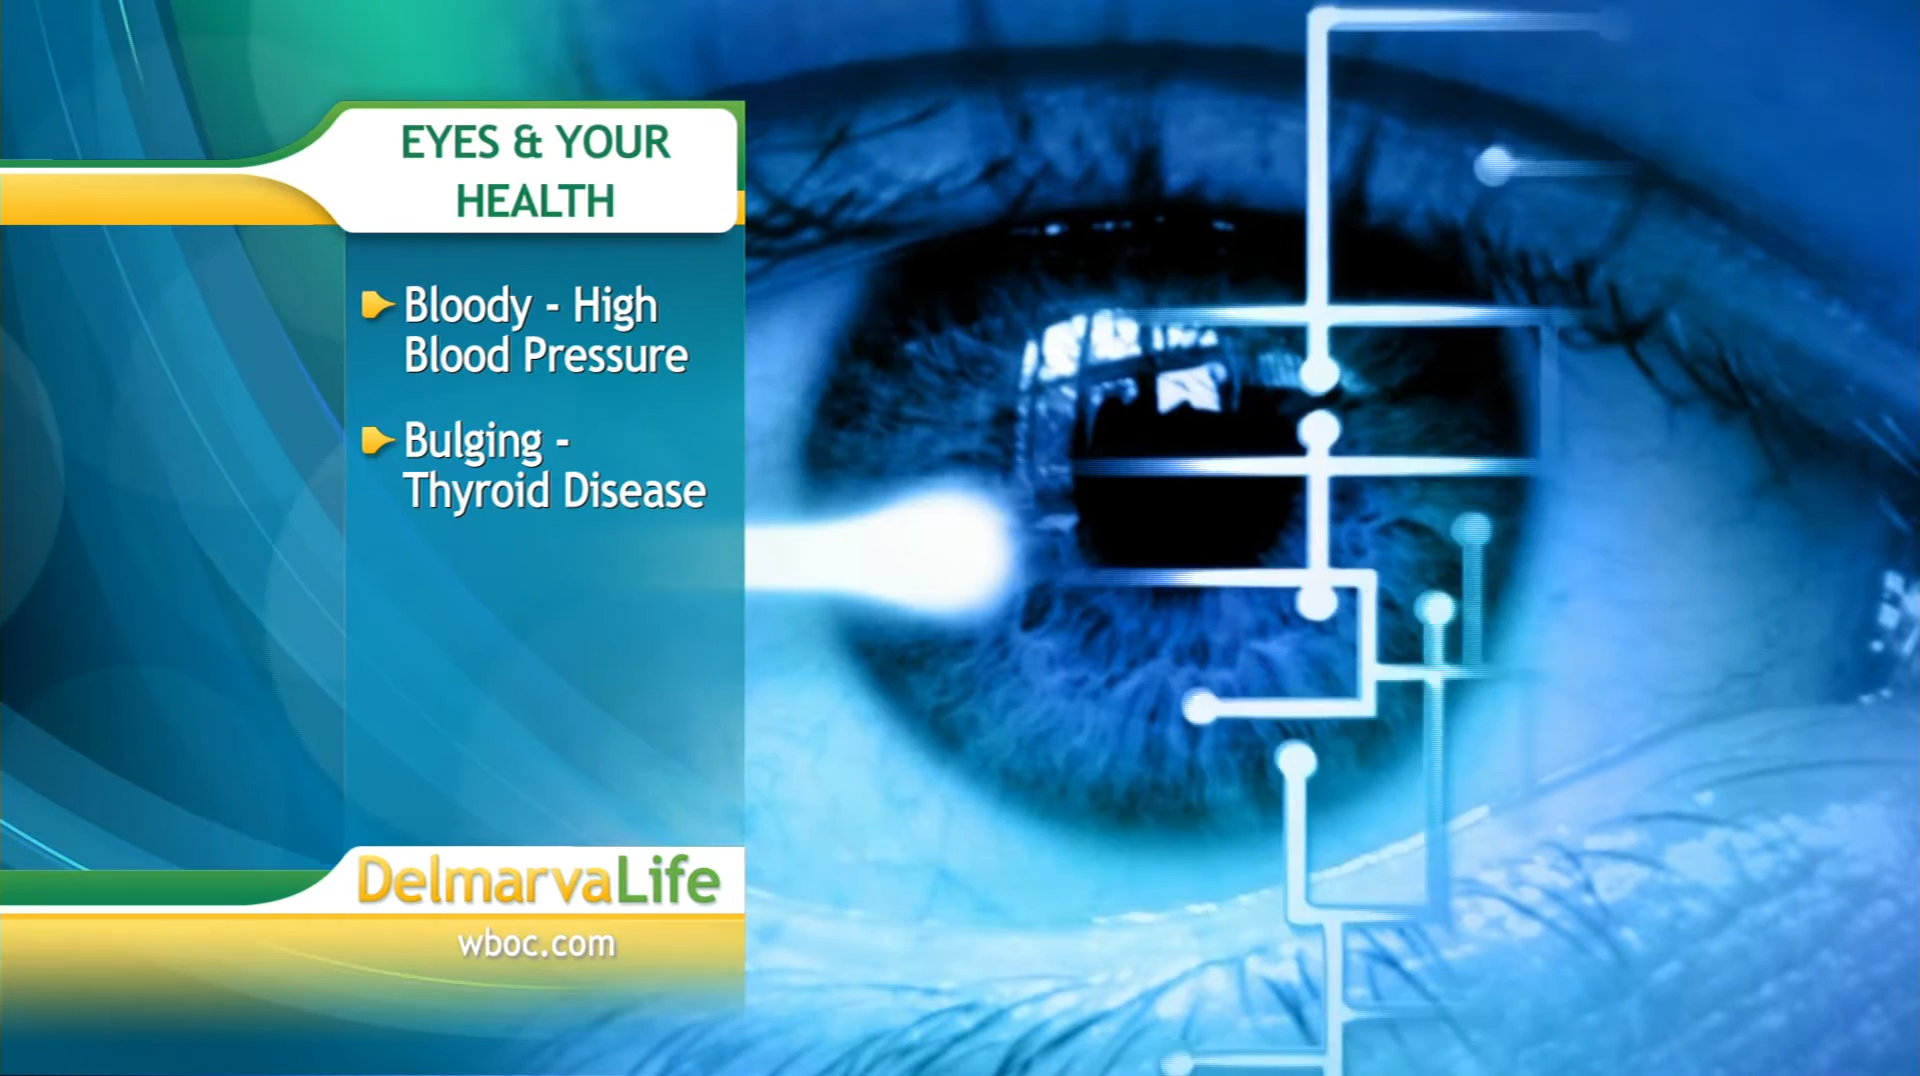 EYES & YOUR
HEALTH
Bloody - High
Blood Pressure
Bulging -
Thyroid Disease
DelmarvaLife
wboc.com